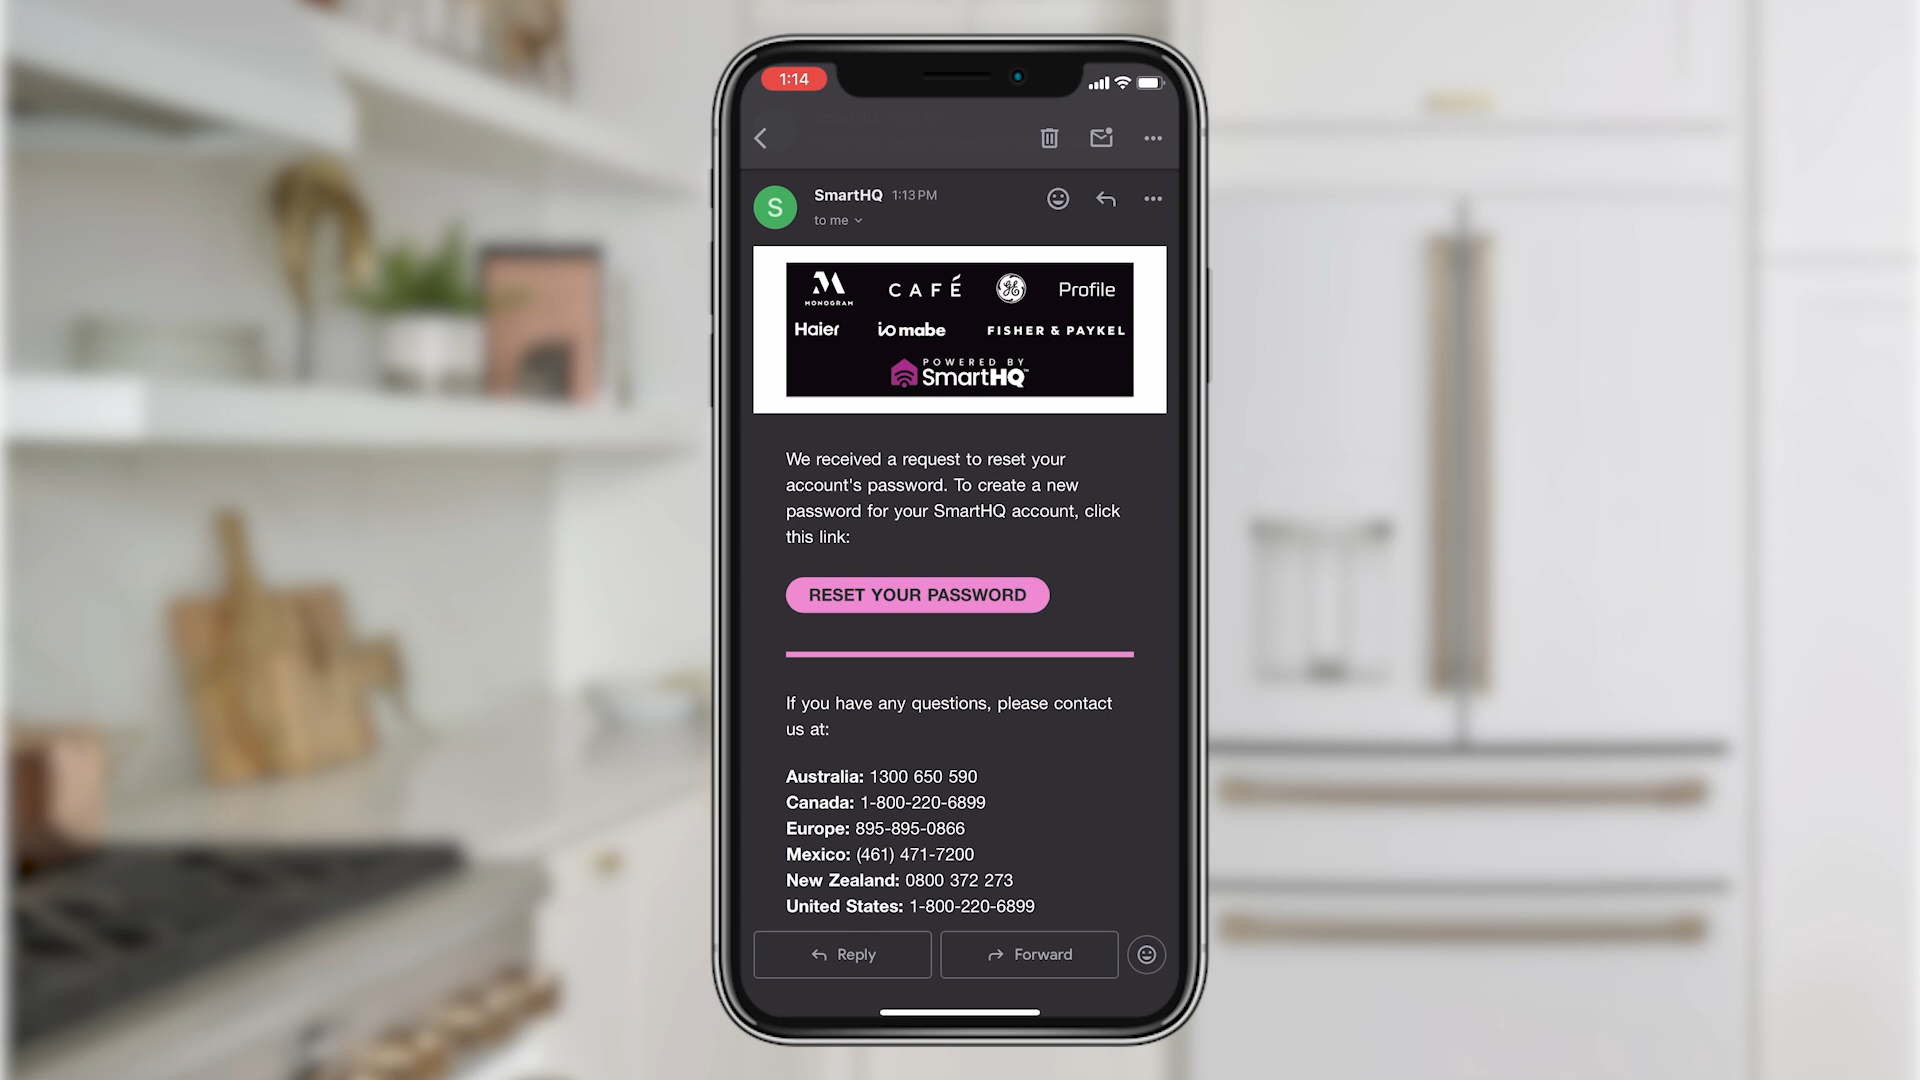 1:14
S
SmartHQ 1:13 PM
to me
MONOGRAM CAFÉ GE Profile
Haier mabe FISHER & PAYKEL
POWERED BY
SmartHQ™
We received a request to reset your
account's password. To create a new
password for your SmartHQ account, click
this link:
RESET YOUR PASSWORD
If you have any questions, please contact
us at:
Australia: 1300 650 590
Canada: 1-800-220-6899
Europe: 895-895-0866
Mexico: (461) 471-7200
New Zealand: 0800 372 273
United States: 1-800-220-6899
Reply
Forward